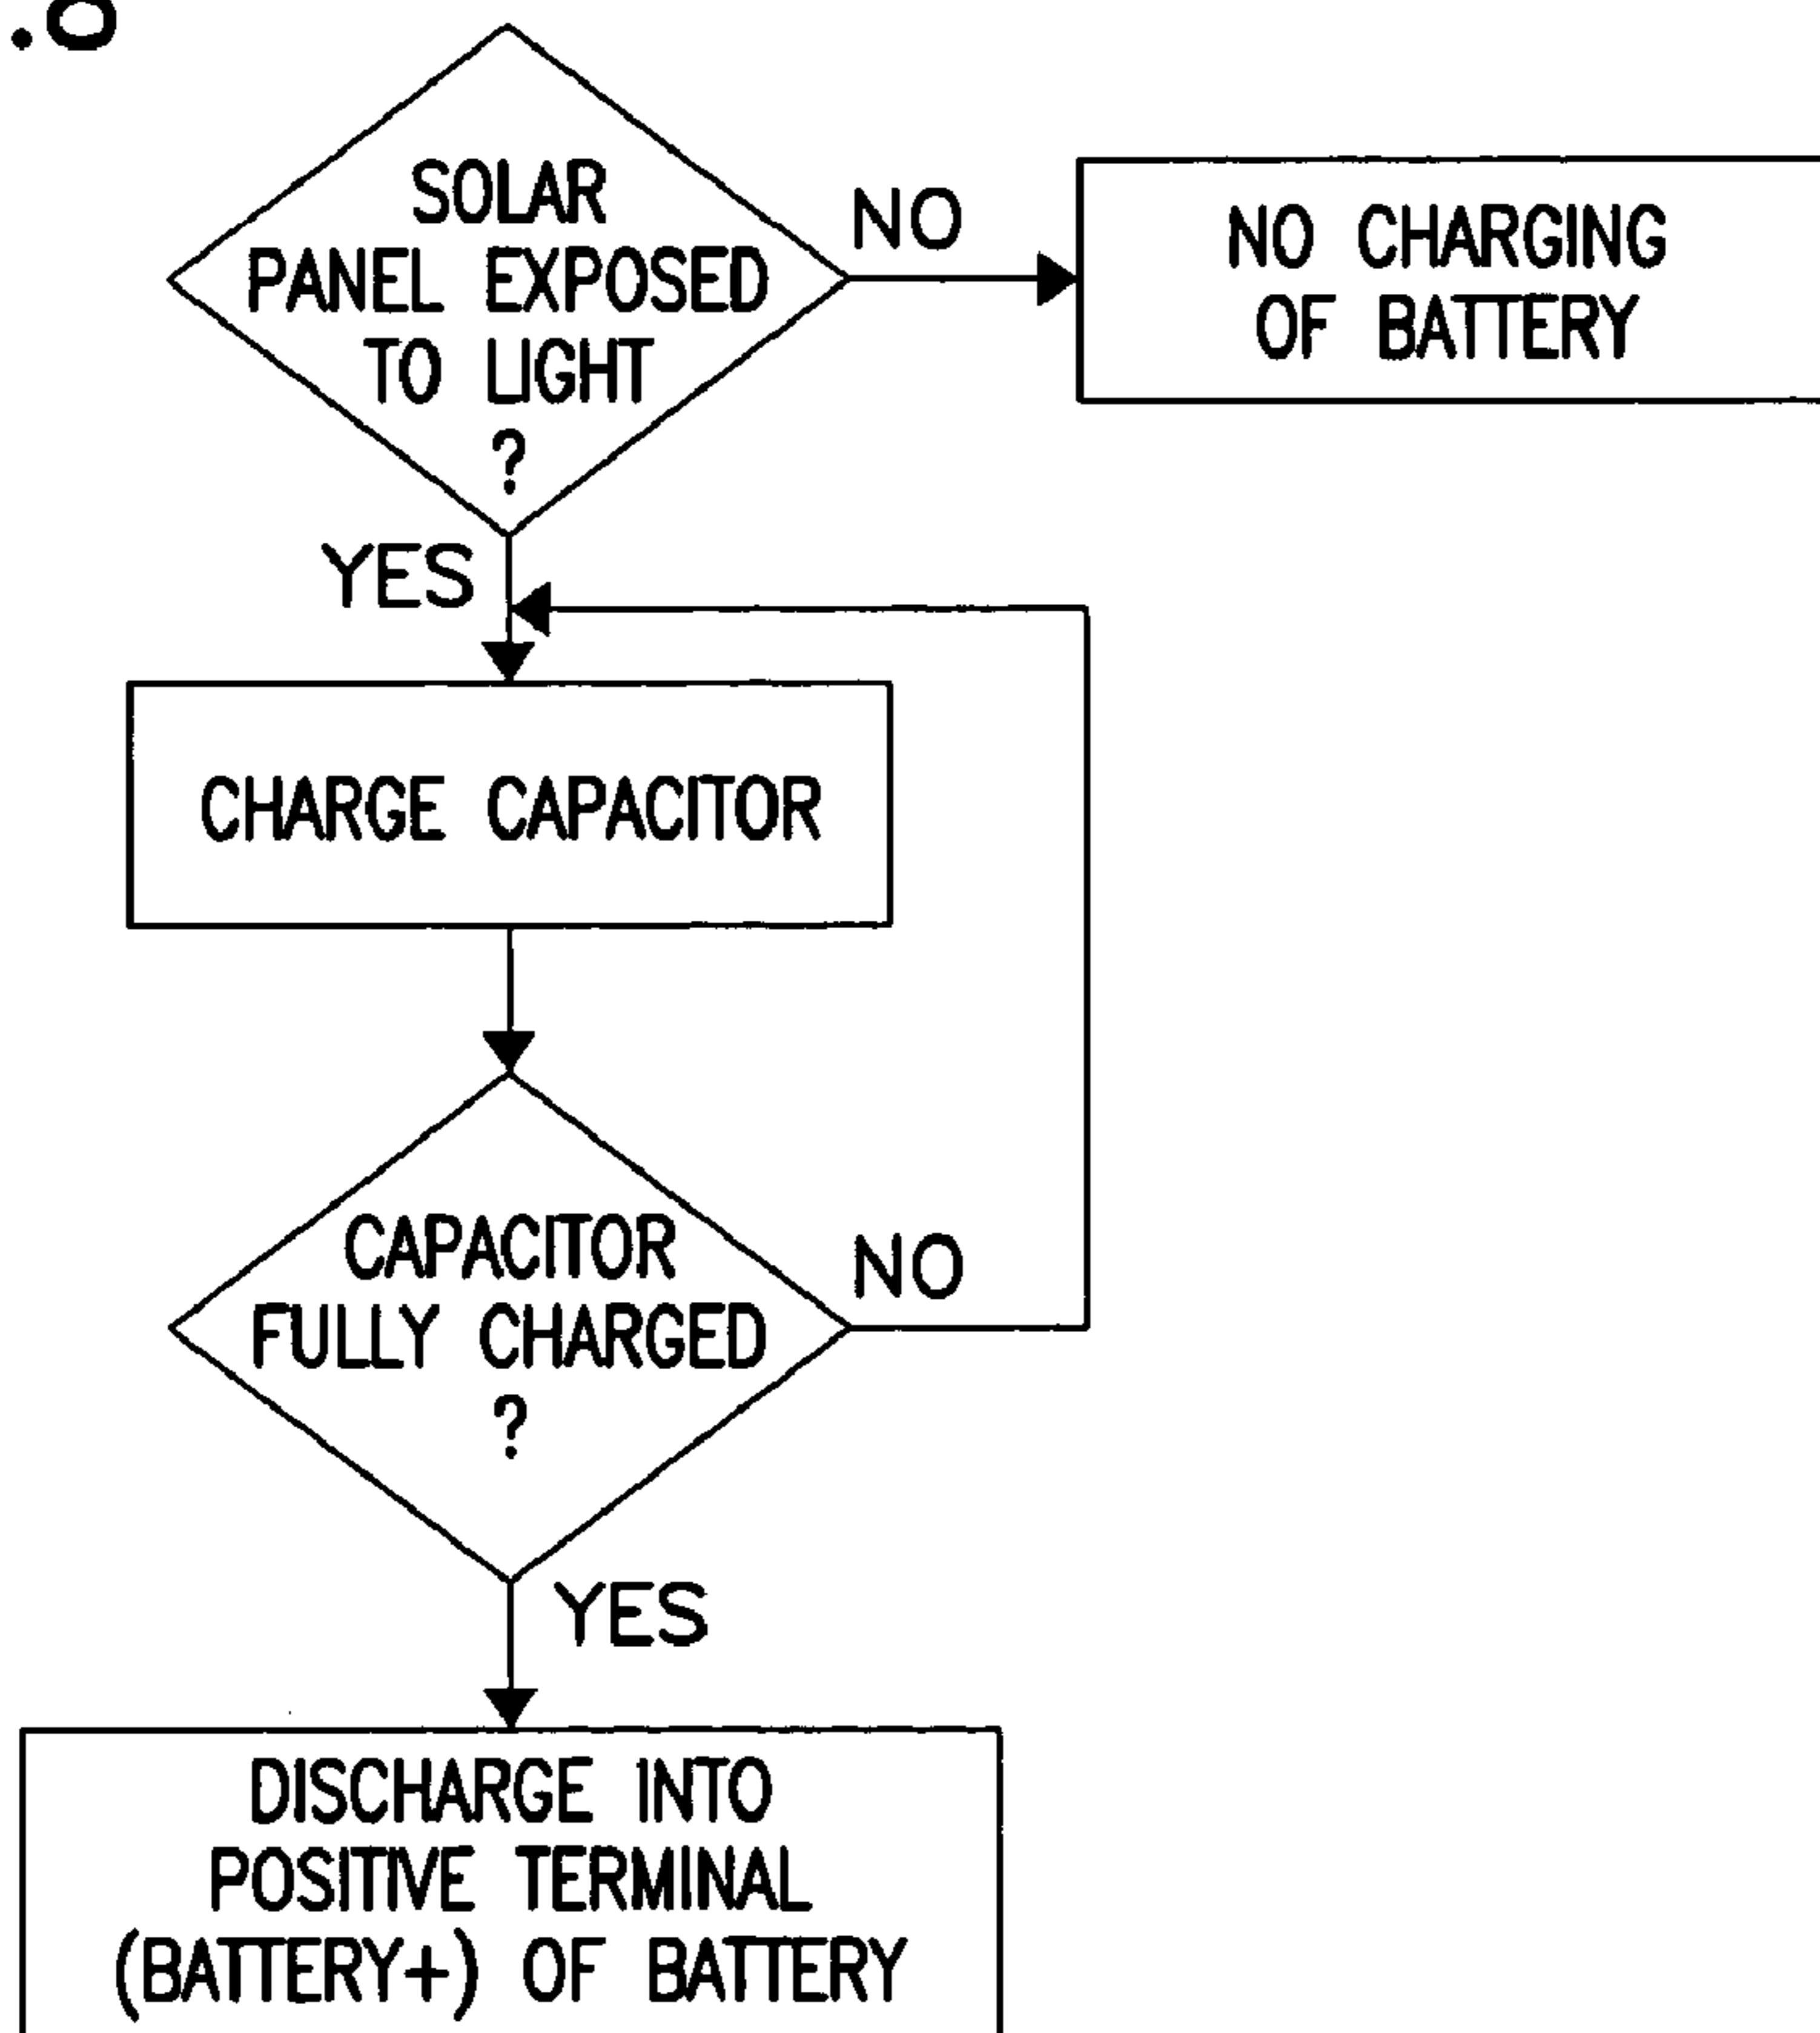 SOLAR
PANEL EXPOSED
TO LIGHT
?
NO
NO CHARGING
OF BATTERY
YES
CHARGE CAPACITOR
CAPACITOR
FULLY CHARGED
?
NO
YES
DISCHARGE INTO
POSITIVE TERMINAL
(BATTERY+) OF BATTERY